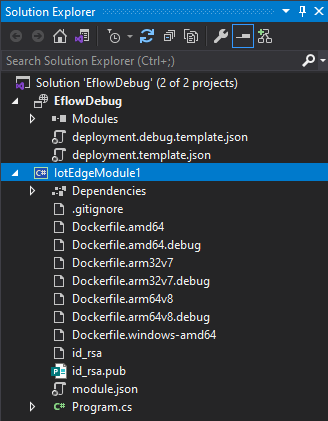 Solution Explorer
Search Solution Explorer (Ctrl+;)
Solution 'EflowDebug' (2 of 2 projects)
EflowDebug
Modules
deployment.debug.template.json
deployment.template.json
C# IotEdgeModule1
Dependencies
.gitignore
Dockerfile.amd64
Dockerfile.amd64.debug
Dockerfile.arm32v7
Dockerfile.arm32v7.debug
Dockerfile.arm64v8
Dockerfile.arm64v8.debug
Dockerfile.windows-amd64
id_rsa
id_rsa.pub
module.json
C# Program.cs